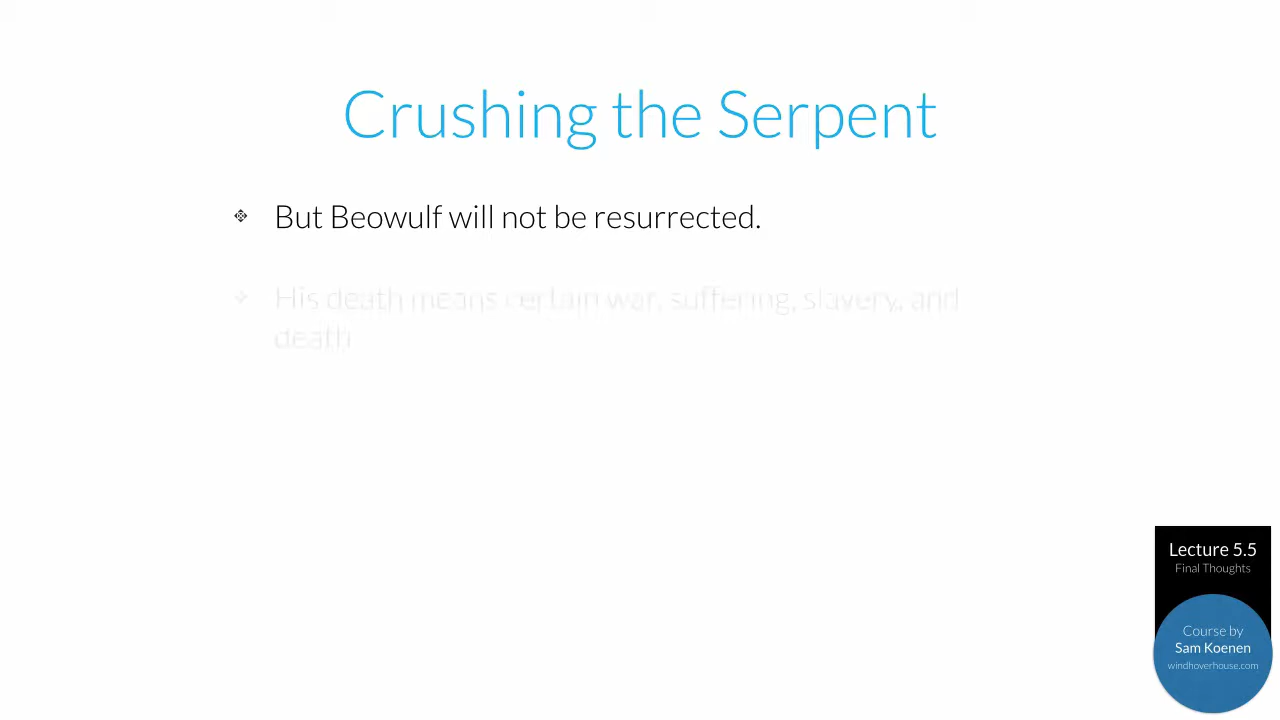 Crushing the Serpent
But Beowulf will not be resurrected.
His death means certain war, suffering, slavery, and
death
Lecture 5.5
Final Thoughts
Course by
Sam Koenen
windhoverhouse.com